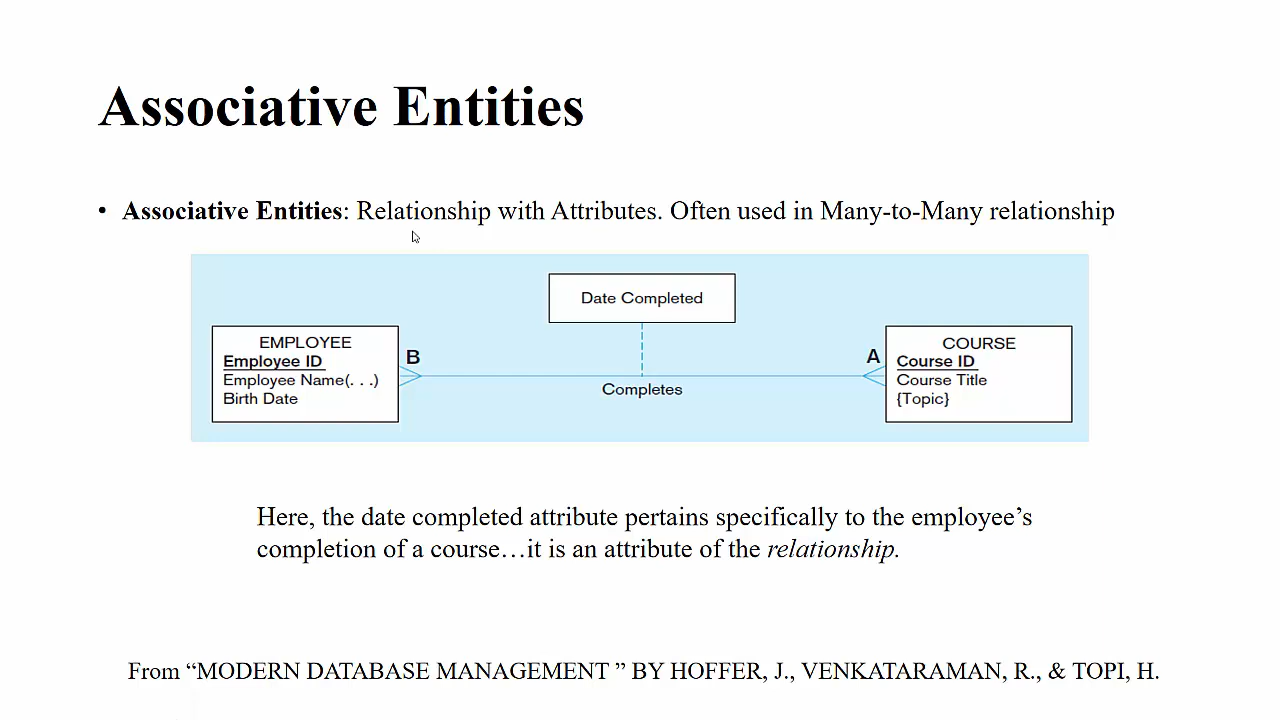 Associative Entities
• Associative Entities: Relationship with Attributes. Often used in Many-to-Many relationship
Date Completed
EMPLOYEE
Employee ID
Employee Name(. . .)
Birth Date
B
Completes
A
COURSE
Course ID
Course Title
{Topic}
Here, the date completed attribute pertains specifically to the employee’s
completion of a course…it is an attribute of the relationship.
From “MODERN DATABASE MANAGEMENT ” BY HOFFER, J., VENKATARAMAN, R., & TOPI, H.